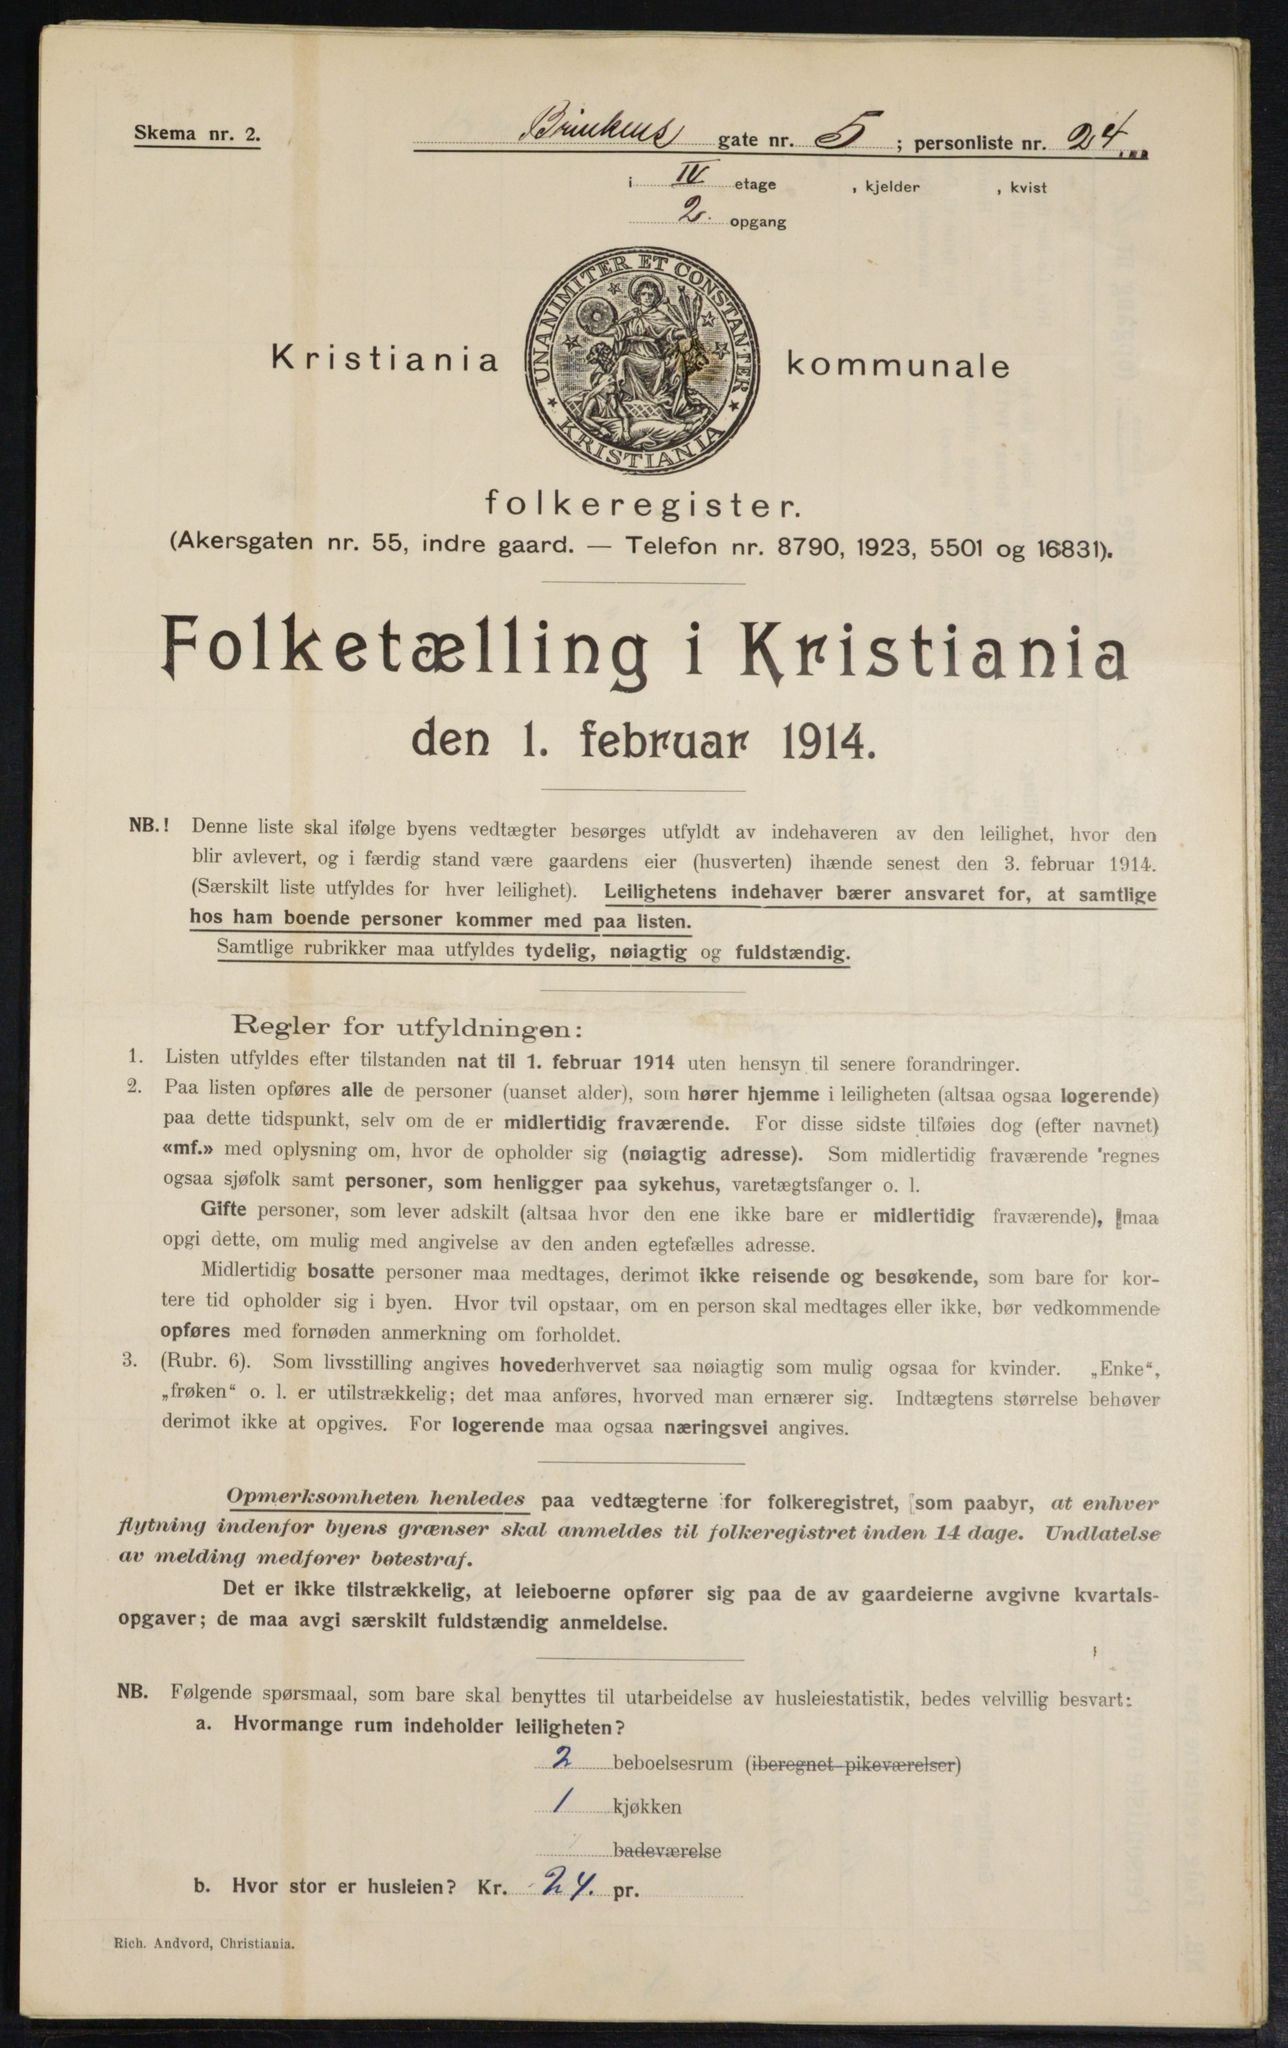 Skema nr. 2.
Brinkens gate nr. 5 ; personliste nr. 24
i IV etage , kjelder , kvist
2. opgang
UNANIMITER ET CONSTANTER
KRISTIANIA
Kristiania kommunale
folkeregister.
(Akersgaten nr. 55, indre gaard. — Telefon nr. 8790, 1923, 5501 og 16831).
Folketælling i Kristiania
den 1. februar 1914.
NB.! Denne liste skal ifølge byens vedtægter besørges utfyldt av indehaveren av den leilighet, hvor den
blir avlevert, og i færdig stand være gaardens eier (husverten) ihænde senest den 3. februar 1914.
(Særskilt liste utfyldes for hver leilighet). Leilighetens indehaver bærer ansvaret for, at samtlige
hos ham boende personer kommer med paa listen.
Samtlige rubrikker maa utfyldes tydelig, nøiagtig og fuldstændig.
Regler for utfyldningen:
1. Listen utfyldes efter tilstanden nat til 1. februar 1914 uten hensyn til senere forandringer.
2. Paa listen opføres alle de personer (uanset alder), som hører hjemme i leiligheten (altsaa ogsaa logerende)
paa dette tidspunkt, selv om de er midlertidig fraværende. For disse sidste tilføies dog (efter navnet)
«mf.» med oplysning om, hvor de opholder sig (nøiagtig adresse). Som midlertidig fraværende regnes
ogsaa sjøfolk samt personer, som henligger paa sykehus, varetægtsfanger o. l.
Gifte personer, som lever adskilt (altsaa hvor den ene ikke bare er midlertidig fraværende), maa
opgi dette, om mulig med angivelse av den anden egtefælles adresse.
Midlertidig bosatte personer maa medtages, derimot ikke reisende og besøkende, som bare for kor-
tere tid opholder sig i byen. Hvor tvil opstaar, om en person skal medtages eller ikke, bør vedkommende
opføres med fornøden anmerkning om forholdet.
3. (Rubr. 6). Som livsstilling angives hovederhvervet saa nøiagtig som mulig ogsaa for kvinder. „Enke“,
„frøken“ o. l. er utilstrækkelig; det maa anføres, hvorved man ernærer sig. Indtægtens størrelse behøver
derimot ikke at opgives. For logerende maa ogsaa næringsvei angives.
Opmerksomheten henledes paa vedtægterne for folkeregistret, som paabyr, at enhver
flytning indenfor byens grænser skal anmeldes til folkeregistret inden 14 dage. Undlatelse
av melding medfører bøtestraf.
Det er ikke tilstrækkelig, at leieboerne opfører sig paa de av gaardeierne avgivne kvartals-
opgaver; de maa avgi særskilt fuldstændig anmeldelse.
NB. Følgende spørsmaal, som bare skal benyttes til utarbeidelse av husleiestatistik, bedes velvillig besvart:
a. Hvormange rum indeholder leiligheten?
2 beboelsesrum (iberegnet pikeværelser)
1 kjøkken
badeværelse
b. Hvor stor er husleien? Kr. 24. pr.
Rich. Andvord, Christiania.